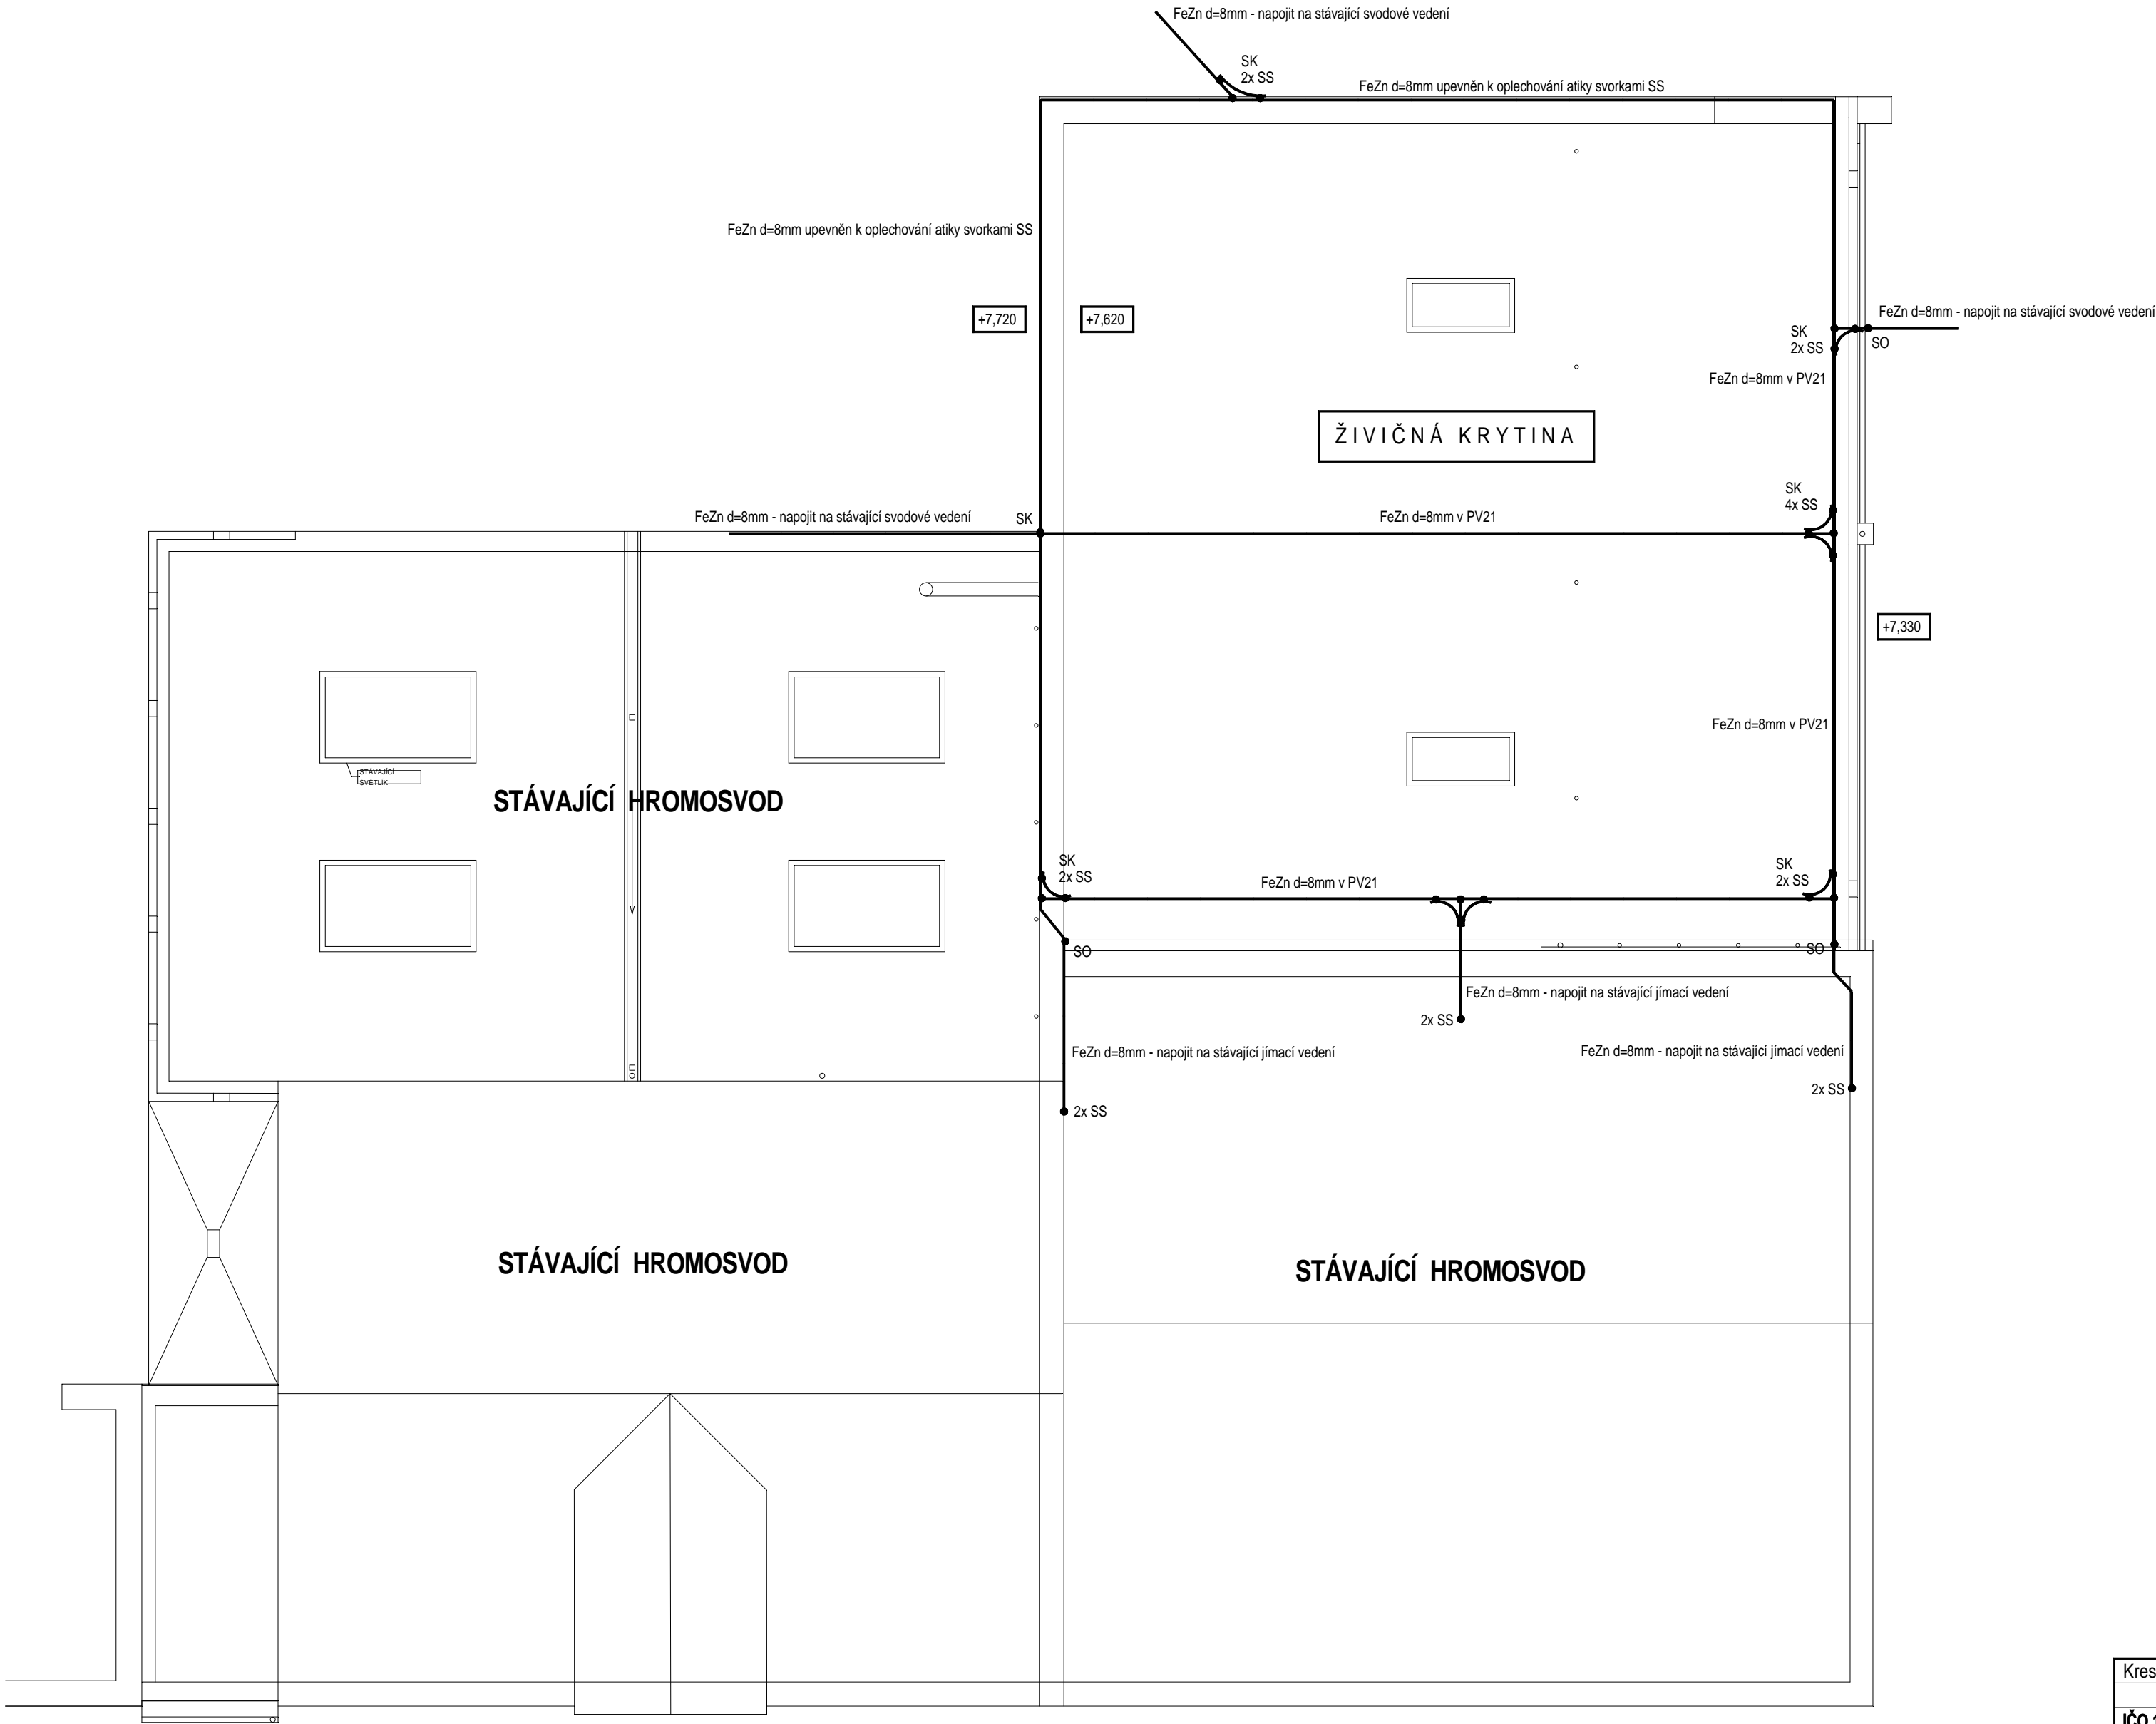 FeZn d=8mm - napojit na stávající svodové vedení
SK
2x SS
FeZn d=8mm upevněn k oplechování atiky svorkami SS
FeZn d=8mm upevněn k oplechování atiky svorkami SS
+7,720
+7,620
FeZn d=8mm - napojit na stávající svodové vedení
SK
2x SS
SO
FeZn d=8mm v PV21
ŽIVIČNÁ KRYTINA
SK
4x SS
FeZn d=8mm - napojit na stávající svodové vedení
SK
FeZn d=8mm v PV21
+7,330
FeZn d=8mm v PV21
STÁVAJÍCÍ
SVĚTLÍK
STÁVAJÍCÍ HROMOSVOD
SK
2x SS
FeZn d=8mm v PV21
SK
2x SS
SO
SO
FeZn d=8mm - napojit na stávající jímací vedení
2x SS
FeZn d=8mm - napojit na stávající jímací vedení
FeZn d=8mm - napojit na stávající jímací vedení
2x SS
2x SS
STÁVAJÍCÍ HROMOSVOD
STÁVAJÍCÍ HROMOSVOD
Kres
IČO